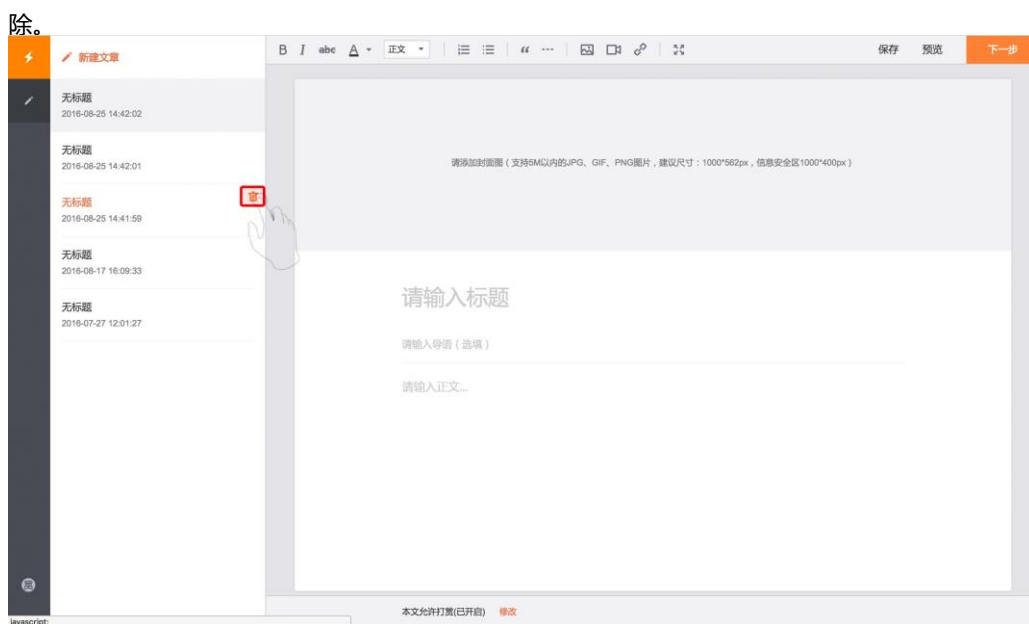 除。
新建文章
B I abc A 正文 “ ... 保存 预览 下一步
无标题
2016-08-25 14:42:02
无标题
2016-08-25 14:42:01
无标题
2016-08-25 14:41:59
无标题
2016-08-17 16:09:33
无标题
2016-07-27 12:01:27
请添加封面图（支持5M以内的JPG、GIF、PNG图片，建议尺寸：1000*562px，信息安全区1000*400px）
请输入标题
请输入导语（选填）
请输入正文...
本文允许打赏(已开启) 修改
javascript: